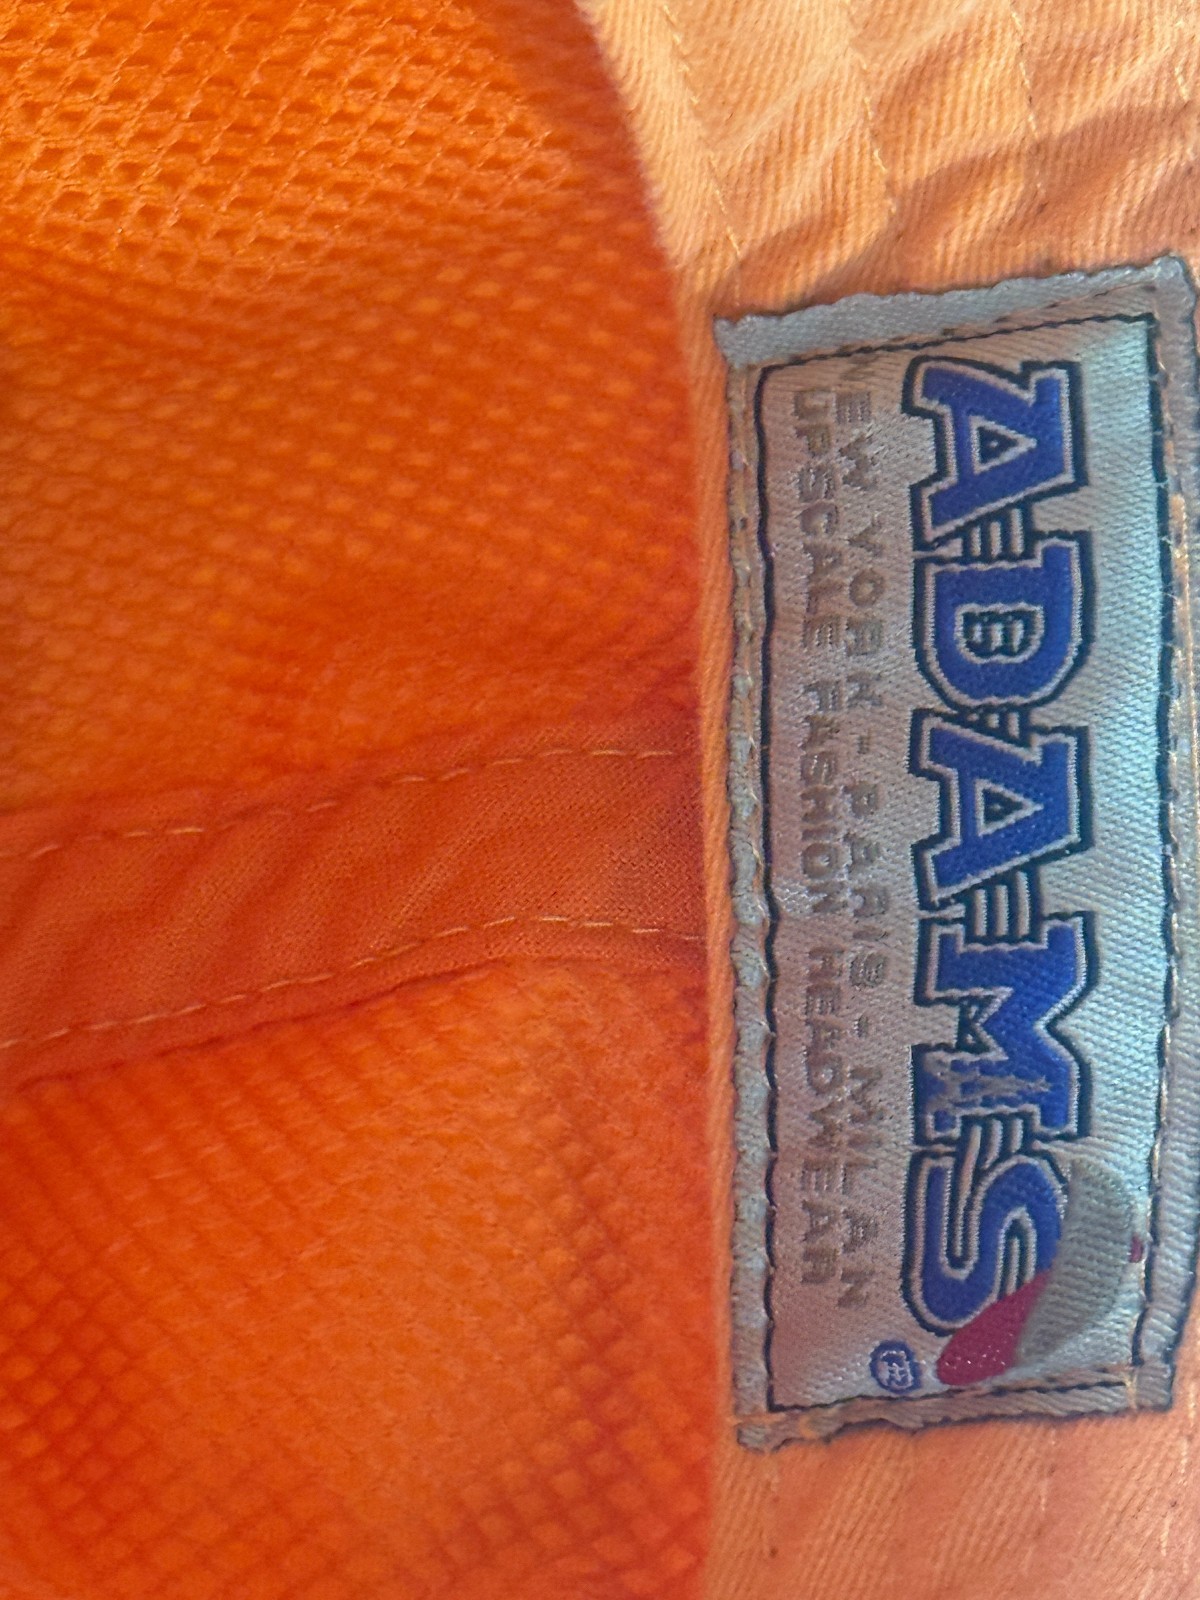 ADAMS
®
NEW YORK - PARIS - MILAN
UPSCALE FASHION HEADWEAR